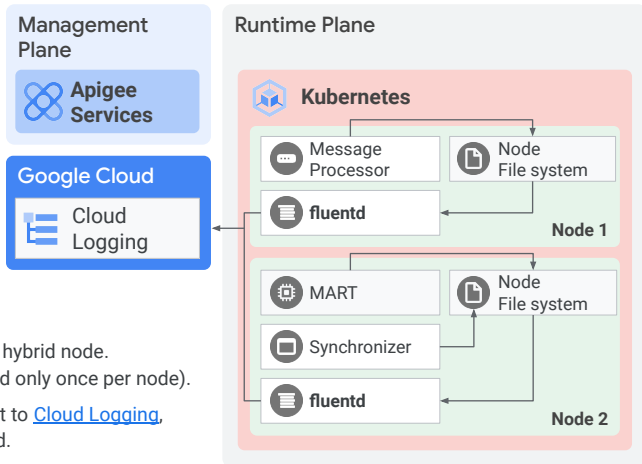 Management
Plane
Apigee
Services
Google Cloud
Cloud
Logging
Runtime Plane
Kubernetes
Message
Processor
Node
File system
fluentd
Node 1
MART
Node
File system
Synchronizer
fluentd
Node 2
hybrid node.
d only once per node).
t to Cloud Logging,
d.